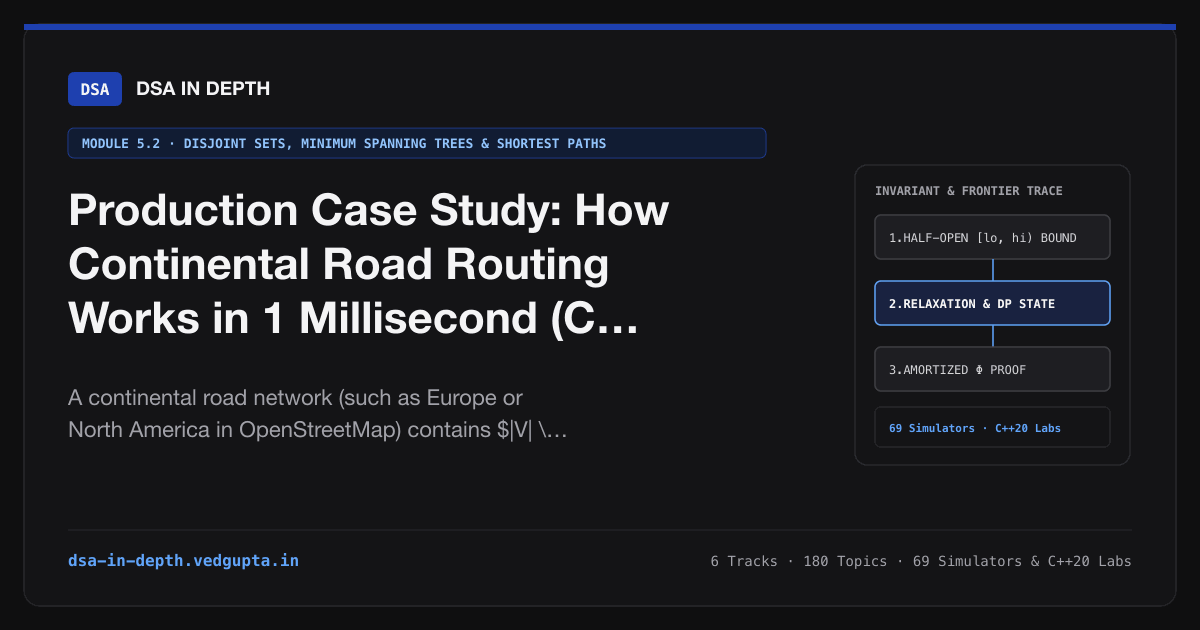 DSA
DSA IN DEPTH
MODULE 5.2 · DISJOINT SETS, MINIMUM SPANNING TREES & SHORTEST PATHS
Production Case Study: How
Continental Road Routing
Works in 1 Millisecond (C...
A continental road network (such as Europe or
North America in OpenStreetMap) contains $|V| \...
INVARIANT & FRONTIER TRACE
1.HALF-OPEN [lo, hi) BOUND
2.RELAXATION & DP STATE
3.AMORTIZED Φ PROOF
69 Simulators · C++20 Labs
dsa-in-depth.vedgupta.in
6 Tracks · 180 Topics · 69 Simulators & C++20 Labs